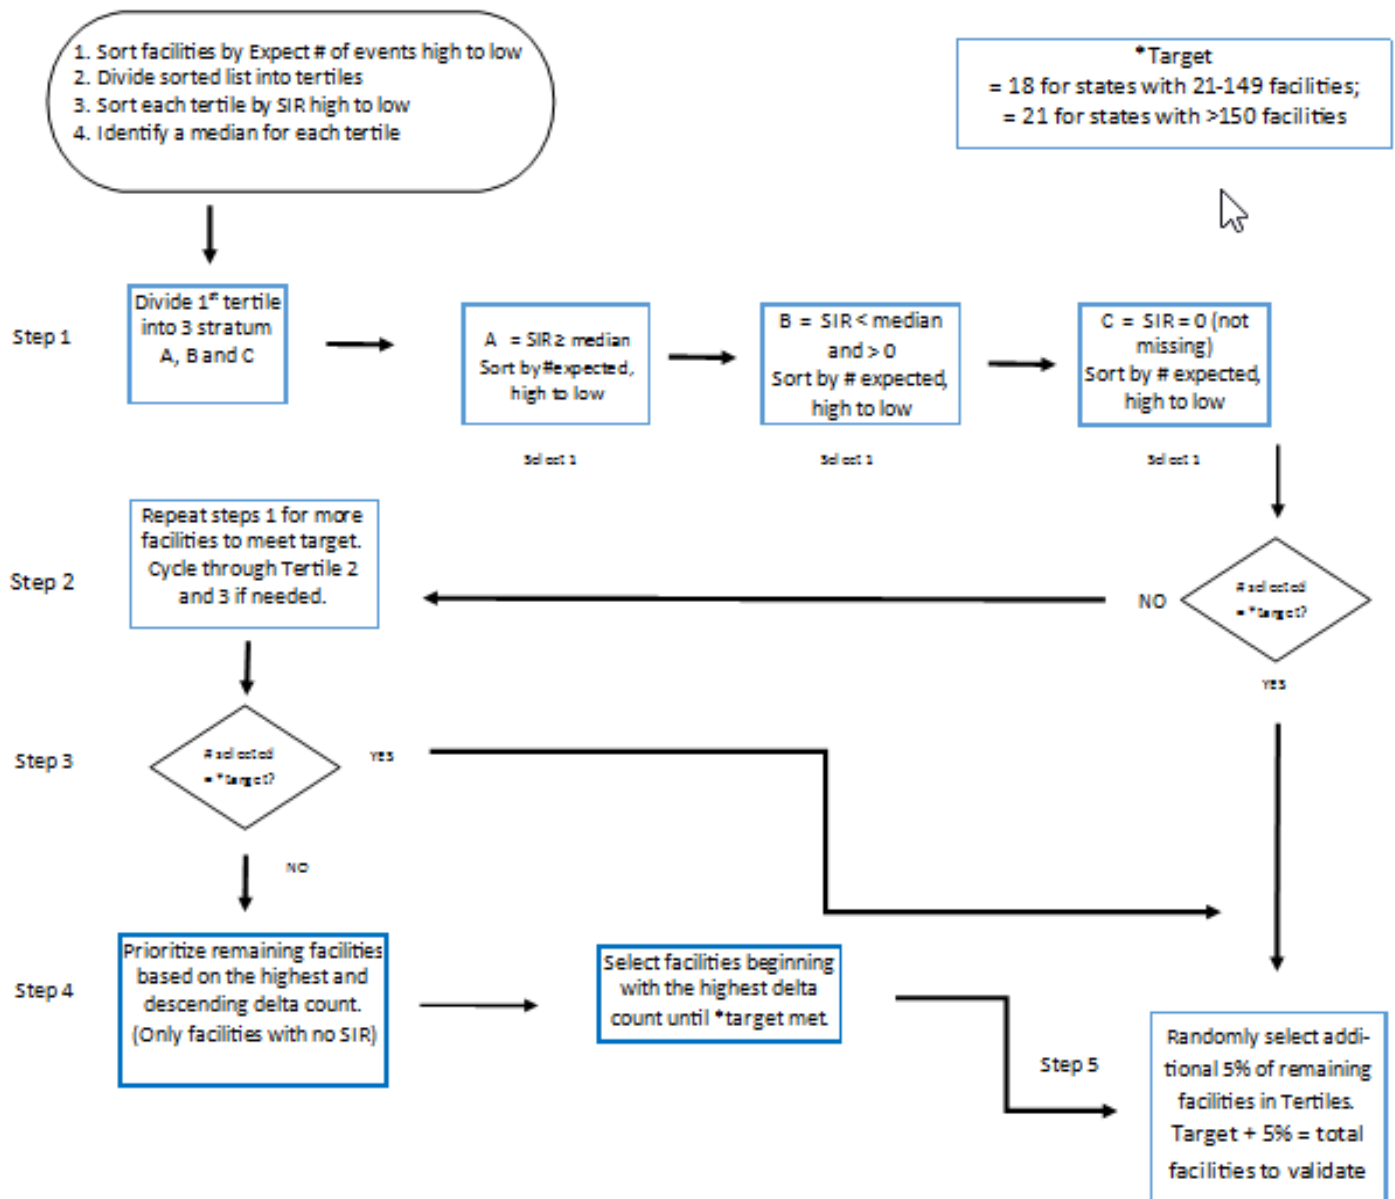 1. Sort facilities by Expect # of events high to low
2. Divide sorted list into tertiles
3. Sort each tertile by SIR high to low
4. Identify a median for each tertile
*Target
= 18 for states with 21-149 facilities;
= 21 for states with >150 facilities
Step 1
Divide 1st tertile
into 3 stratum
A, B and C
A = SIR ≥ median
Sort by #expected,
high to low
Select 1
B = SIR < median
and > 0
Sort by # expected,
high to low
Select 1
C = SIR = 0 (not
missing)
Sort by # expected,
high to low
Select 1
Step 2
Repeat steps 1 for more
facilities to meet target.
Cycle through Tertile 2
and 3 if needed.
NO
# selected
= *target?
YES
Step 3
# selected
= *target?
YES
NO
Step 4
Prioritize remaining facilities
based on the highest and
descending delta count.
(Only facilities with no SIR)
Select facilities beginning
with the highest delta
count until *target met.
Step 5
Randomly select addi-
tional 5% of remaining
facilities in Tertiles.
Target + 5% = total
facilities to validate